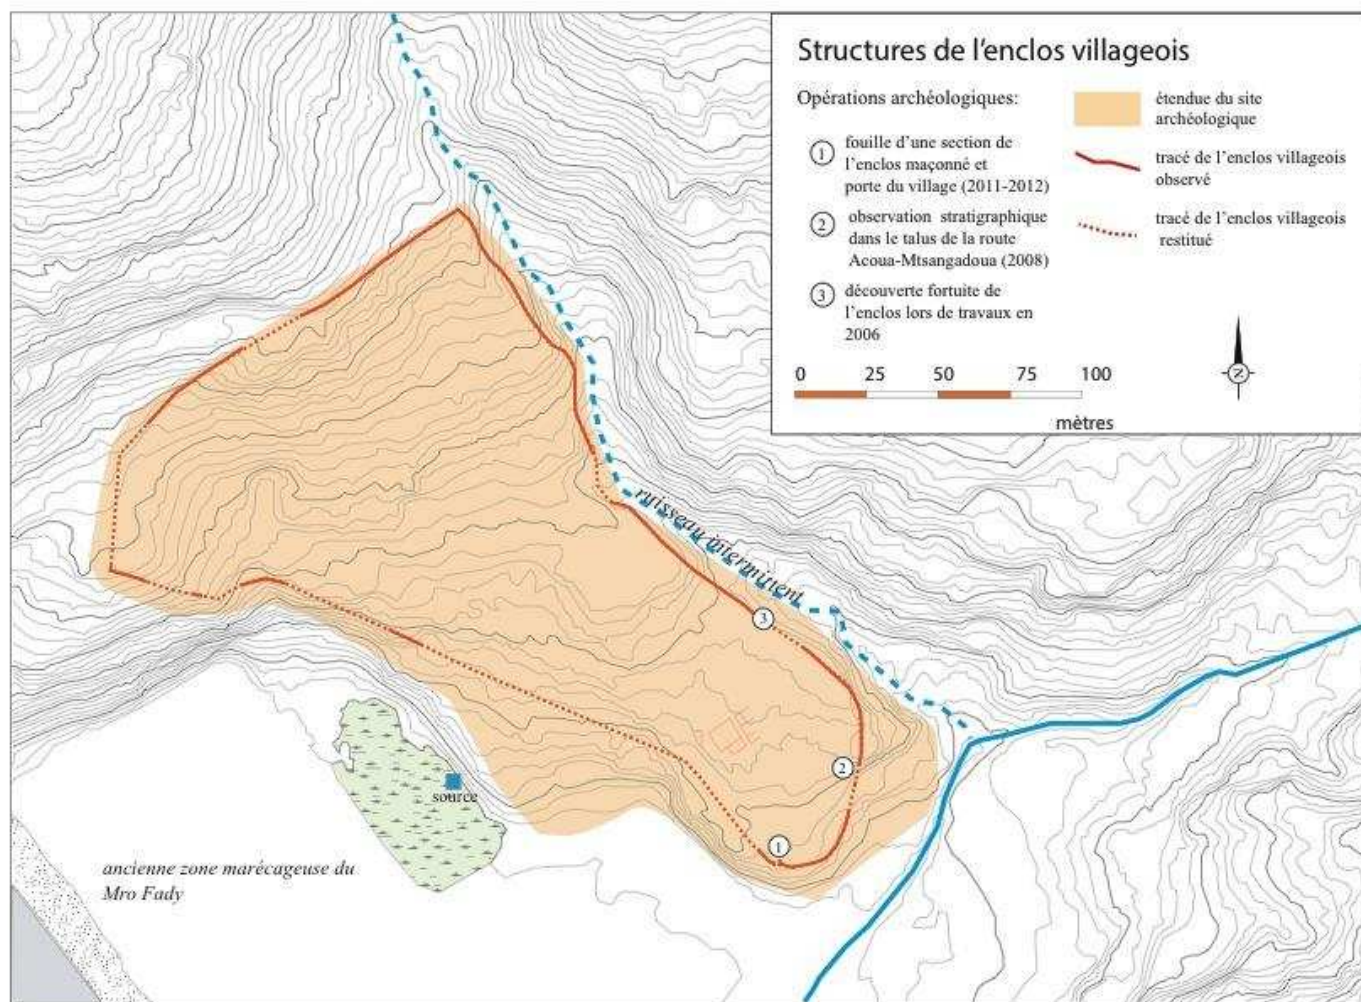 Structures de l'enclos villageois
Opérations archéologiques:
1
fouille d'une section de
l'enclos maçonné et
porte du village (2011-2012)
2
observation stratigraphique
dans le talus de la route
Acoua-Mtsangadoua (2008)
3
découverte fortuite de
l'enclos lors de travaux en
2006
étendue du site
archéologique
tracé de l'enclos villageois
observé
tracé de l'enclos villageois
restitué
N
0 25 50 75 100
mètres
ruisseau intermittent
3
2
1
source
ancienne zone marécageuse du
Mro Fady